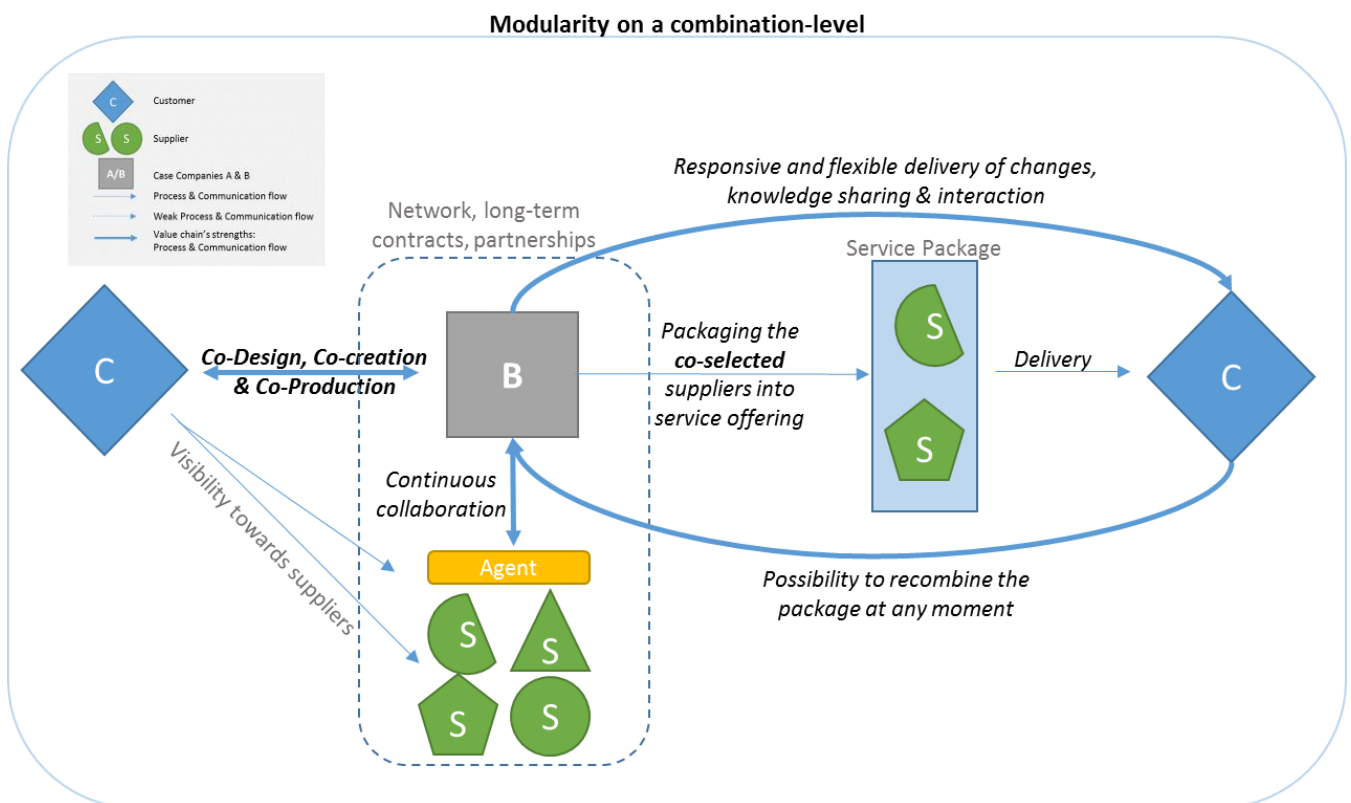 Modularity on a combination-level
C
Customer
S
S
Supplier
A/B
Case Companies A & B
Process & Communication flow
Weak Process & Communication flow
Value chain's strengths:
Process & Communication flow
Network, long-term
contracts, partnerships
Responsive and flexible delivery of changes,
knowledge sharing & interaction
Service Package
C
Co-Design, Co-creation
& Co-Production
B
Packaging the
co-selected
suppliers into
service offering
S
S
Delivery
C
Visibility towards suppliers
Continuous
collaboration
Agent
S
S
S
S
Possibility to recombine the
package at any moment